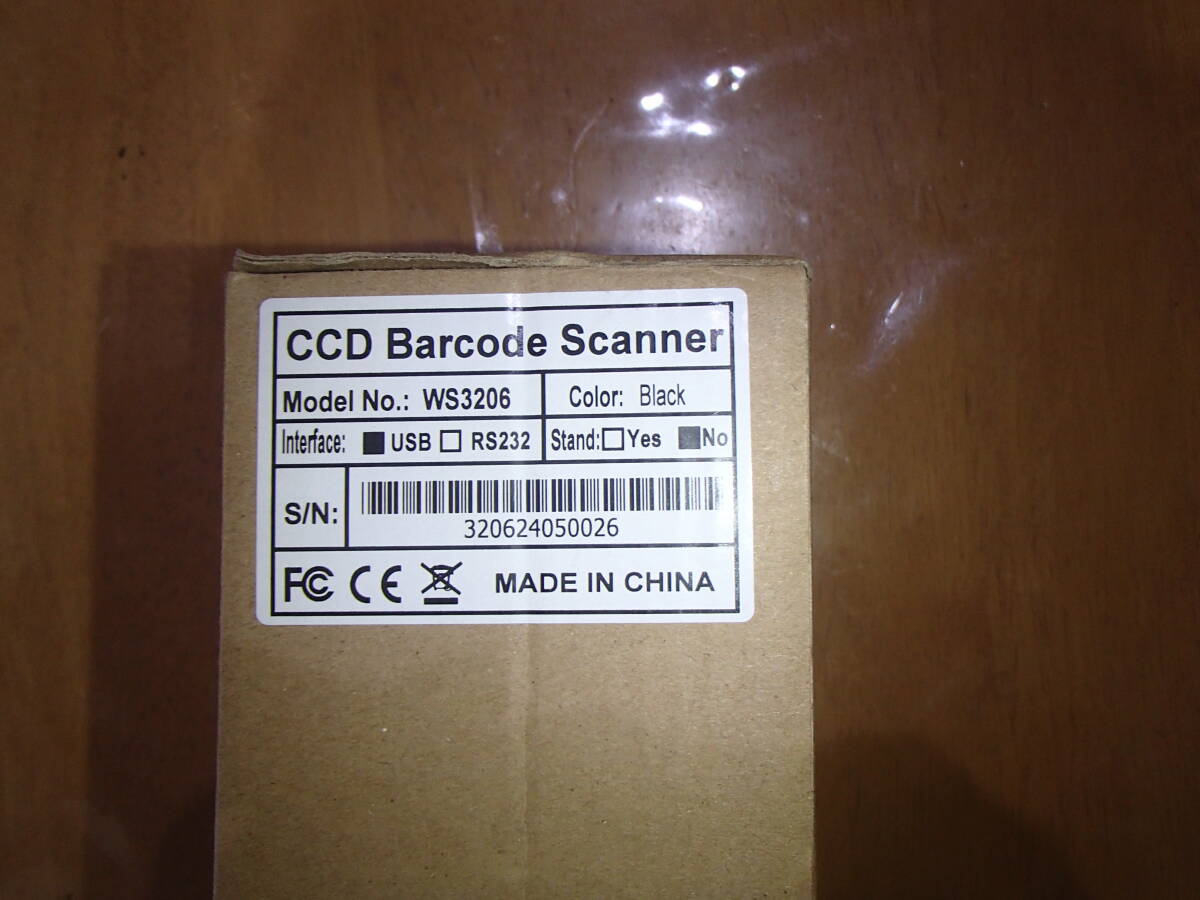 CCD Barcode Scanner
Model No.: WS3206 Color: Black
Interface: ■ USB □ RS232 Stand: □ Yes ■ No
S/N:
320624050026
FC CE MADE IN CHINA